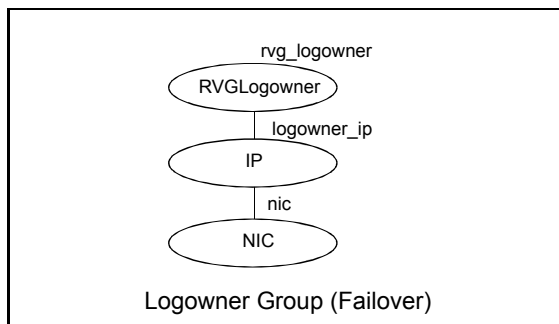 rvg_logowner
RVGLogowner
logowner_ip
IP
nic
NIC
Logowner Group (Failover)